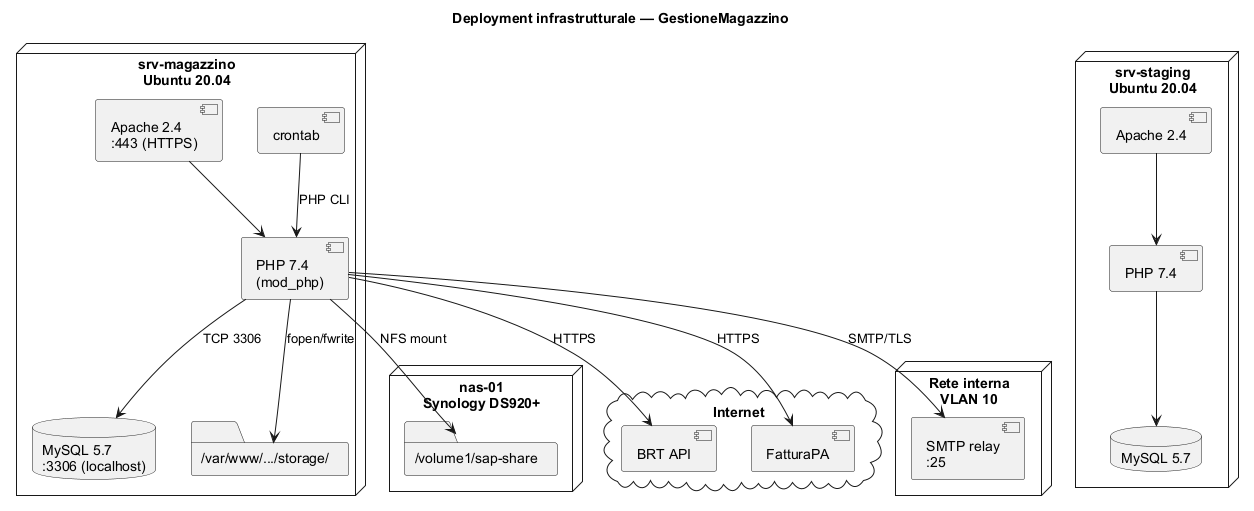 Deployment infrastrutturale — GestioneMagazzino
srv-magazzino
Ubuntu 20.04
Apache 2.4
:443 (HTTPS)
crontab
PHP CLI
PHP 7.4
(mod_php)
TCP 3306
fopen/fwrite
NFS mount
HTTPS
HTTPS
SMTP/TLS
MySQL 5.7
:3306 (localhost)
/var/www/.../storage/
nas-01
Synology DS920+
/volume1/sap-share
Internet
BRT API
FatturaPA
Rete interna
VLAN 10
SMTP relay
:25
srv-staging
Ubuntu 20.04
Apache 2.4
PHP 7.4
MySQL 5.7